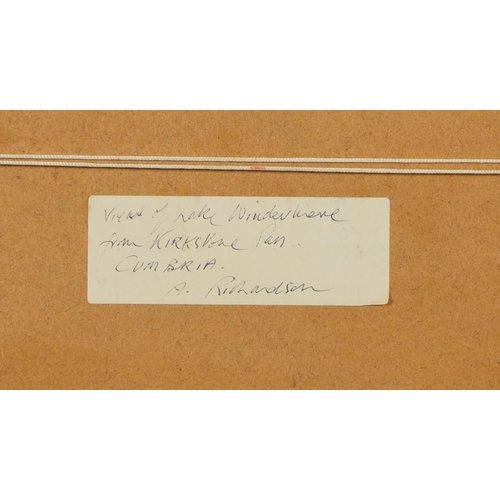 View of Lake Windermere
from KIRKSTONE Pass.
CUMBRIA.
A. Richardson